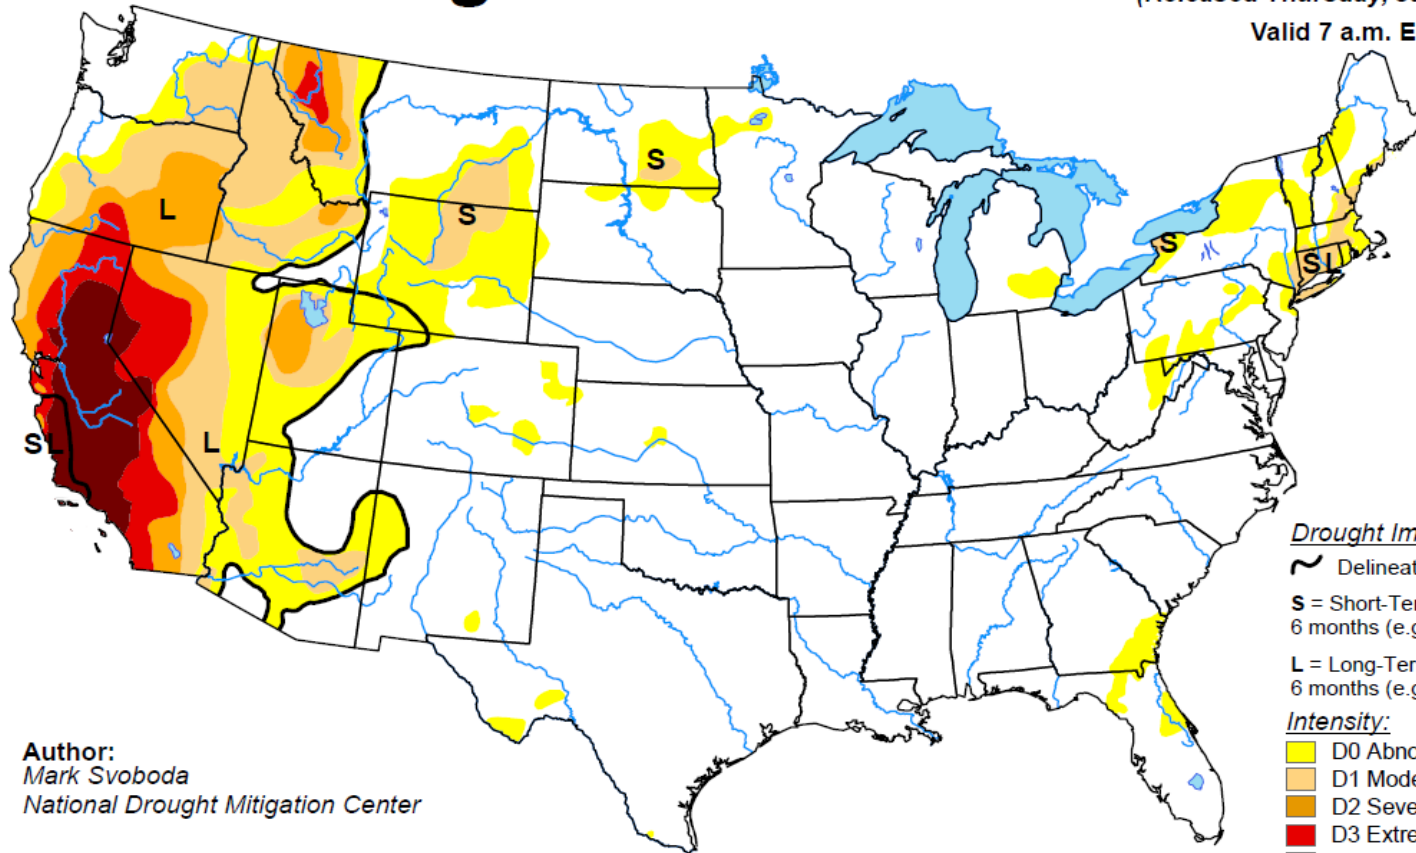 Valid 7 a.m. E
L
S
S
S
S L
S L
L
Drought Im
Delineat
S = Short-Ter
6 months (e.g
L = Long-Ter
6 months (e.g
Intensity:
D0 Abno
D1 Mode
D2 Seve
D3 Extre
Author:
Mark Svoboda
National Drought Mitigation Center